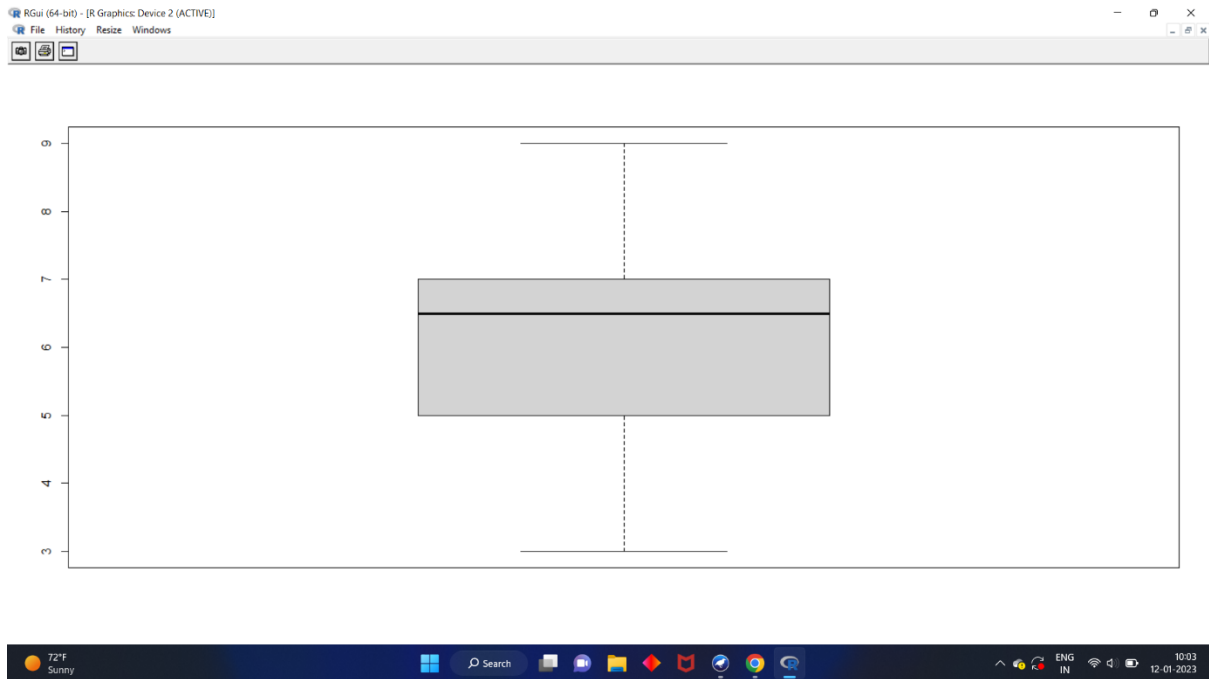 RGui (64-bit) - [R Graphics: Device 2 (ACTIVE)]
R File History Resize Windows
9
8
7
6
5
4
3
72°F
Sunny
Search
ENG
IN
10:03
12-01-2023